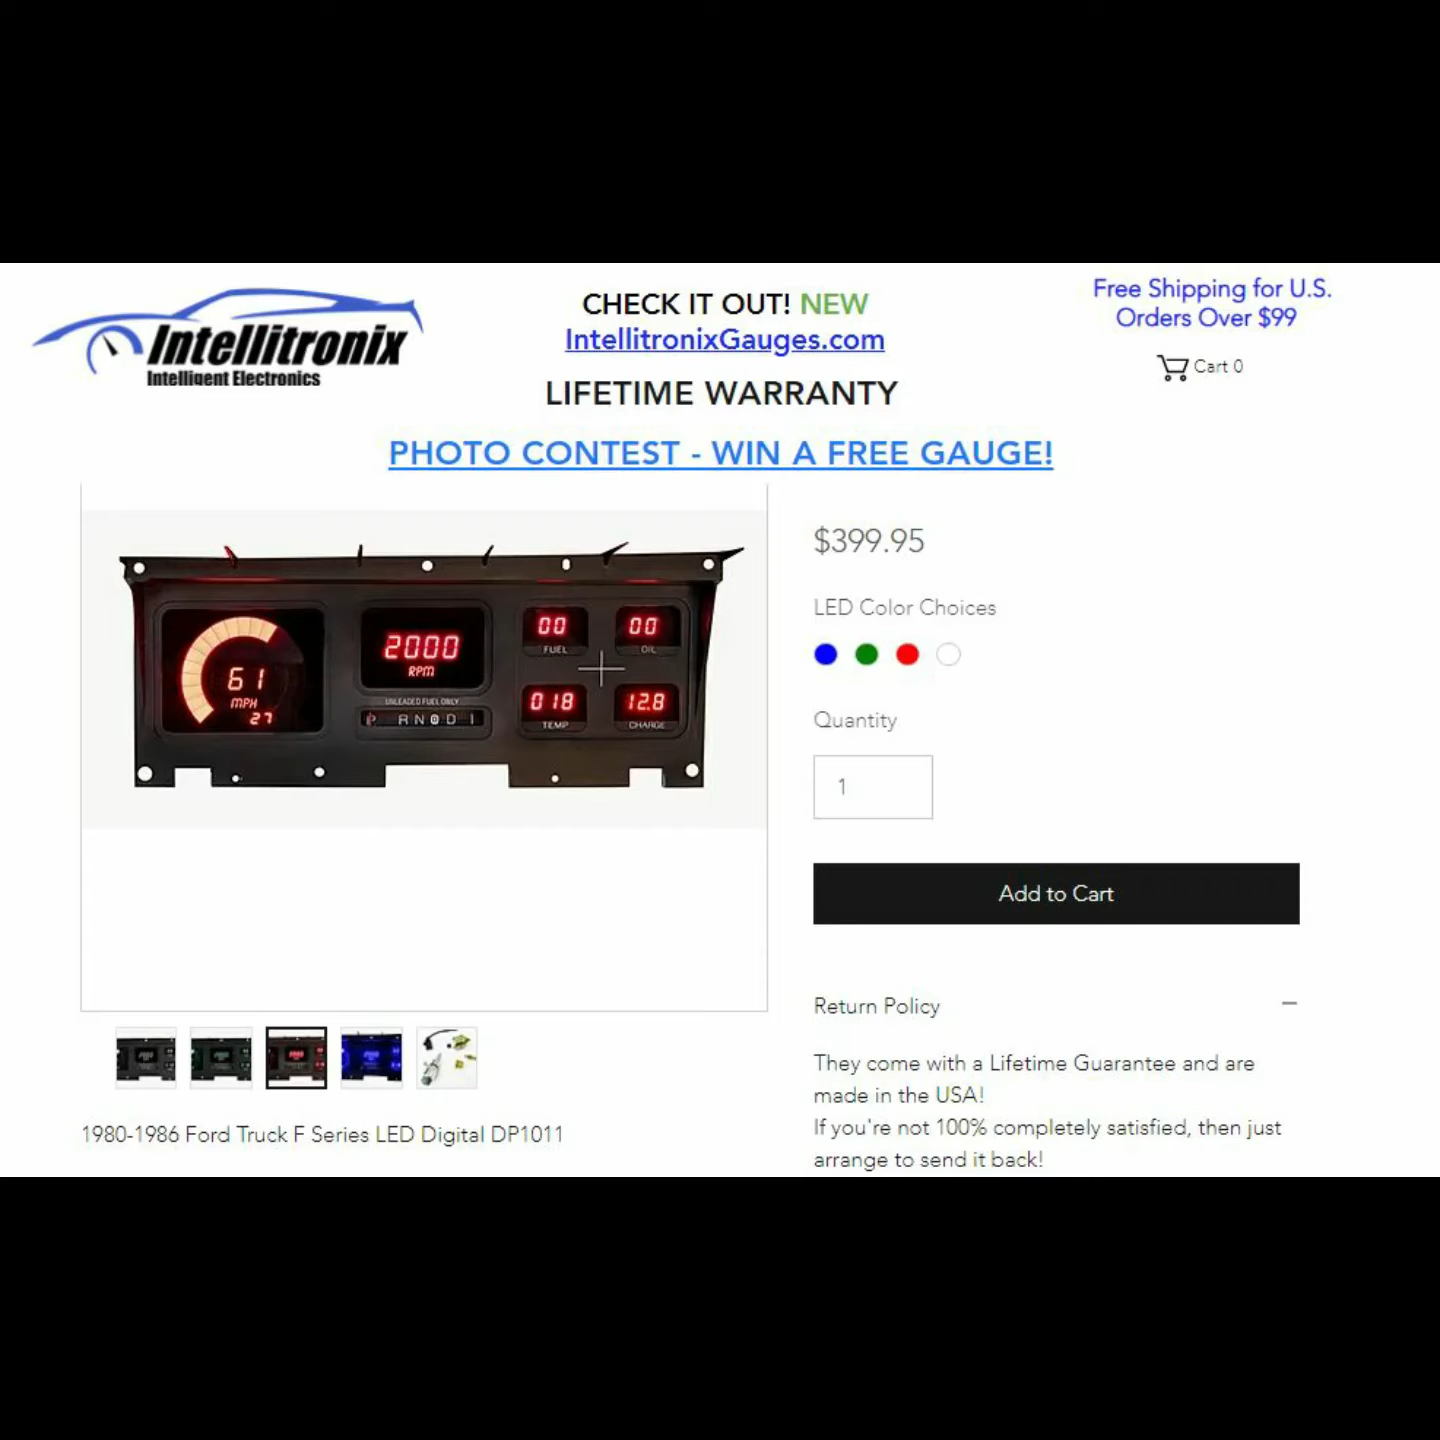 Intellitronix
Intelligent Electronics
CHECK IT OUT! NEW
IntellitronixGauges.com
LIFETIME WARRANTY
PHOTO CONTEST - WIN A FREE GAUGE!
Free Shipping for U.S.
Orders Over $99
Cart 0
61
MPH
27
2000
RPM
UNLEADED FUEL ONLY
P R N O D 1
00
FUEL
00
OIL
018
TEMP
12.8
CHARGE
1980-1986 Ford Truck F Series LED Digital DP1011
$399.95
LED Color Choices
Quantity
1
Add to Cart
Return Policy
They come with a Lifetime Guarantee and are
made in the USA!
If you're not 100% completely satisfied, then just
arrange to send it back!